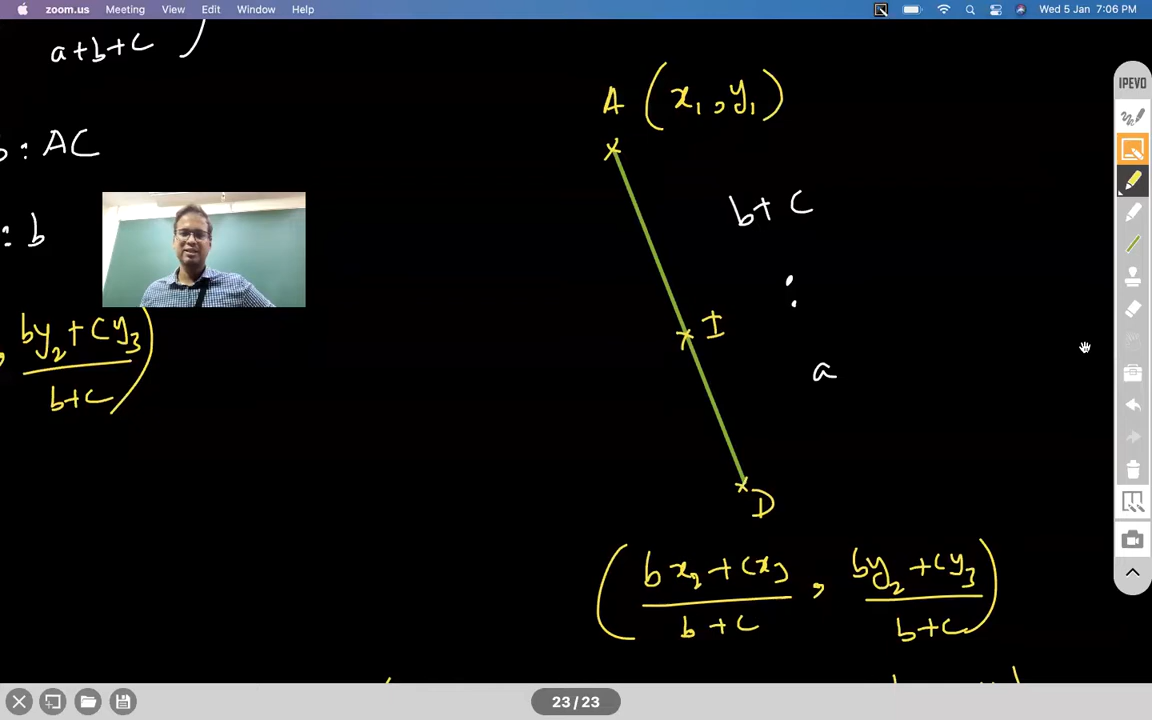 zoom.us Meeting View Edit Window Help Wed 5 Jan 7:06 PM
a+b+c )
: AC
: b
, by₂ + cy₃ )
b+c
A (x₁, y₁)
b + c
:
a
I
D
( bx₂ + cx₃ , by₂ + cy₃ )
b + c b + c
IPEVO
23/23